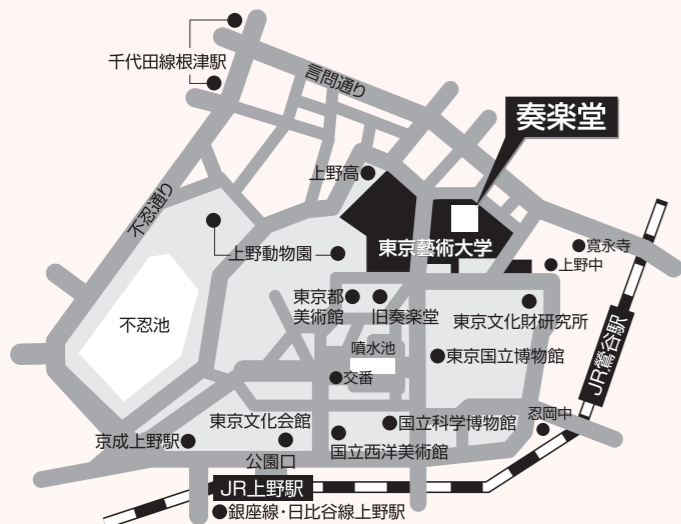 千代田線根津駅
言問通り
奏楽堂
上野高
不忍通り
東京藝術大学
寛永寺
上野中
上野動物園
東京都
美術館
旧奏楽堂
東京文化財研究所
JR鶯谷駅
不忍池
噴水池
東京国立博物館
交番
忍岡中
東京文化会館
国立科学博物館
京成上野駅
国立西洋美術館
公園口
JR上野駅
銀座線・日比谷線上野駅